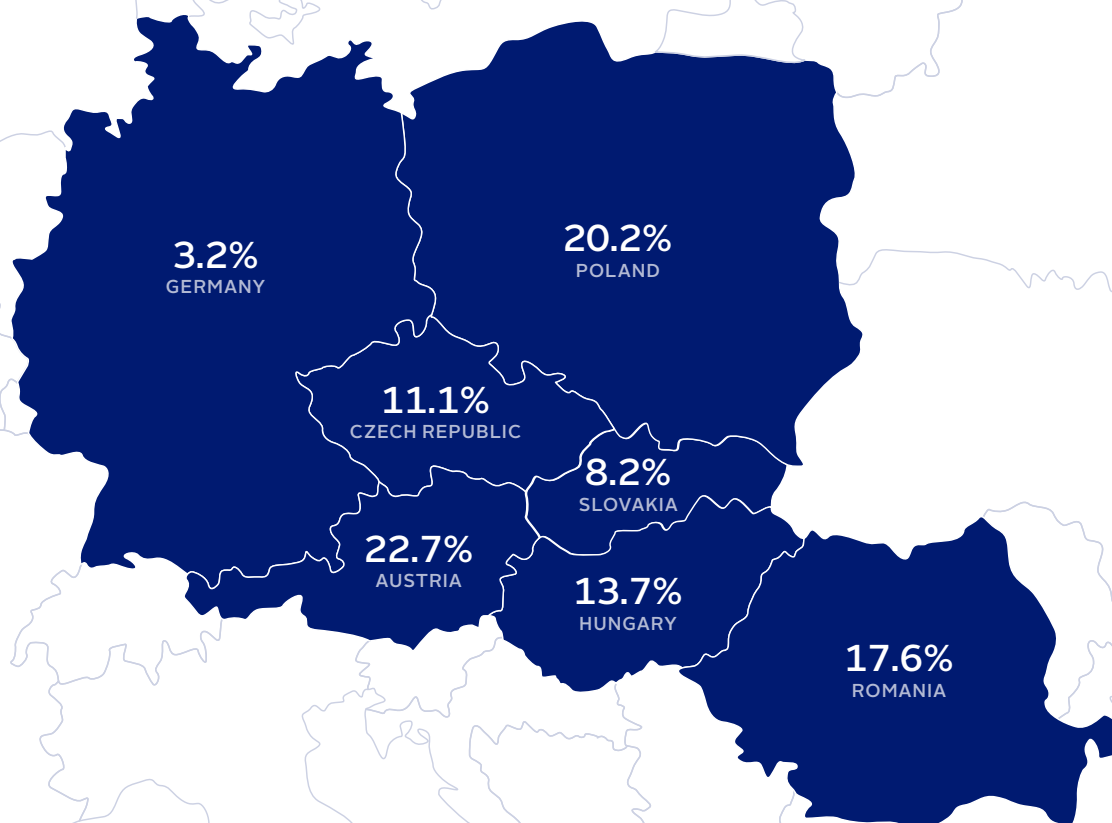 20.2%
POLAND
3.2%
GERMANY
11.1%
CZECH REPUBLIC
8.2%
SLOVAKIA
22.7%
AUSTRIA
13.7%
HUNGARY
17.6%
ROMANIA